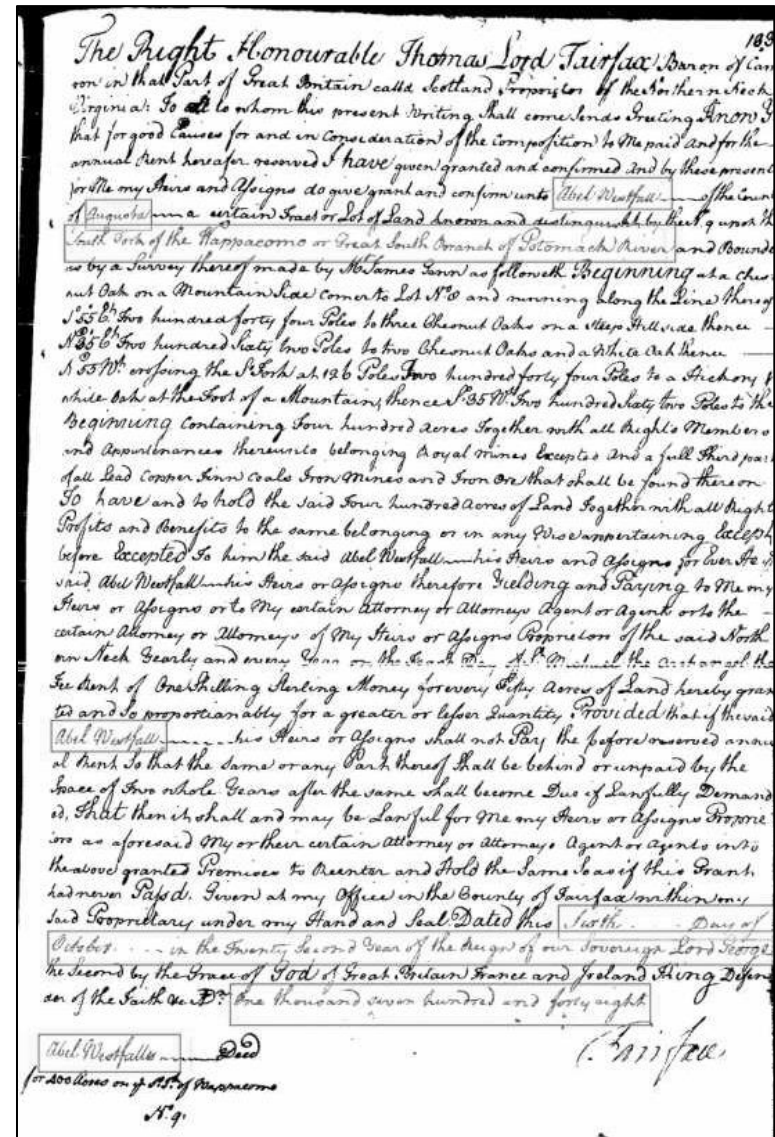 183
The Right Honourable Thomas Lord Fairfax Baron of Cam
ron in that Part of Great Britain calld Scotland Proprietor of the Northern Neck
Virginia: To all to whom this present Writing Shall come Sends Greeting Know Y
that for good Causes for and in Consideration of the Composition to Me paid and for the
annual Rent hereafter reserved I have given granted and confirmed and by these present
for Me my Heirs and Assigns do give grant and confirm unto Abel Westfall of the Count
of Augusta a certain Tract or Lot of Land known and distinguisht by the No. 9 upon th
South Fork of the Wappacomo or Great South Branch of Potomack River and Bounde
as by a Survey thereof made by Mr. James Genn as followeth Beginning at a Ches
nut Oak on a Mountain Side corner to Lot No. 8 and running along the Line thereof
So. 55 Et. Two hundred forty four Poles to three Chesnut Oaks on a steep Hill side thence
No. 35 Et. Two hundred Sixty two Poles to two Chesnut Oaks and a White Oak thence
N 55 Wt. crossing the So. Fork at 126 Poles Two hundred forty four Poles to a Hickory &
white Oak at the Foot of a Mountain, thence So. 35 Wt. Two hundred Sixty two Poles to the
Beginning Containing Four hundred Acres Together with all Rights Members
and Appurtenances thereunto belonging Royal mines Excepted And a full Third part
of all Lead Copper Tinn Coals Iron Mines and Iron Ore that shall be found thereon
To have and to hold the said Four hundred Acres of Land Together with all Right
Profits and Benefits to the same belonging or in any Wise appertaining Except
before Excepted To him the said Abel Westfall his Heirs and Assigns for Ever He
said Abel Westfall his Heirs or Assigns therefore Yielding and Paying to Me my
Heirs or Assigns or to My certain Attorney or Attorneys Agent or Agents or to the
certain Attorney or Attorneys of My Heirs or Assigns Proprietors of the said North
ern Neck Yearly and every Year on the Feast Day of St. Michael the Archangel the
Fee Rent of One Shilling Sterling Money for every Fifty Acres of Land hereby gran
ted and So proportionably for a greater or lesser Quantity Provided that if the said
Abel Westfall his Heirs or Assigns shall not Pay the before reserved annu
al Rent So that the same or any Part thereof Shall be behind or unpaid by the
Space of Two whole Years after the same shall become Due if Lawfully Demand
ed, That then it shall and may be Lawful for Me my Heirs or Assigns Proprie
tors as aforesaid My or their certain Attorney or Attorneys Agent or Agents into
the above granted Premises to Reenter and Hold the Same So as if this Grant
had never Passd. Given at my Office in the County of Fairfax within my
said Proprietary under my Hand and Seal. Dated this Sixth Day of
October in the Twenty Second Year of the Reign of our Sovereign Lord George
the Second by the Grace of God of Great Britain France and Ireland King Defen
der of the Faith &c Ao. Di. One thousand seven hundred and forty eight
Fairfax
Abel Westfalls Deed
for 400 Acres on ye So. Fk. of Wappacomo
No. 9.